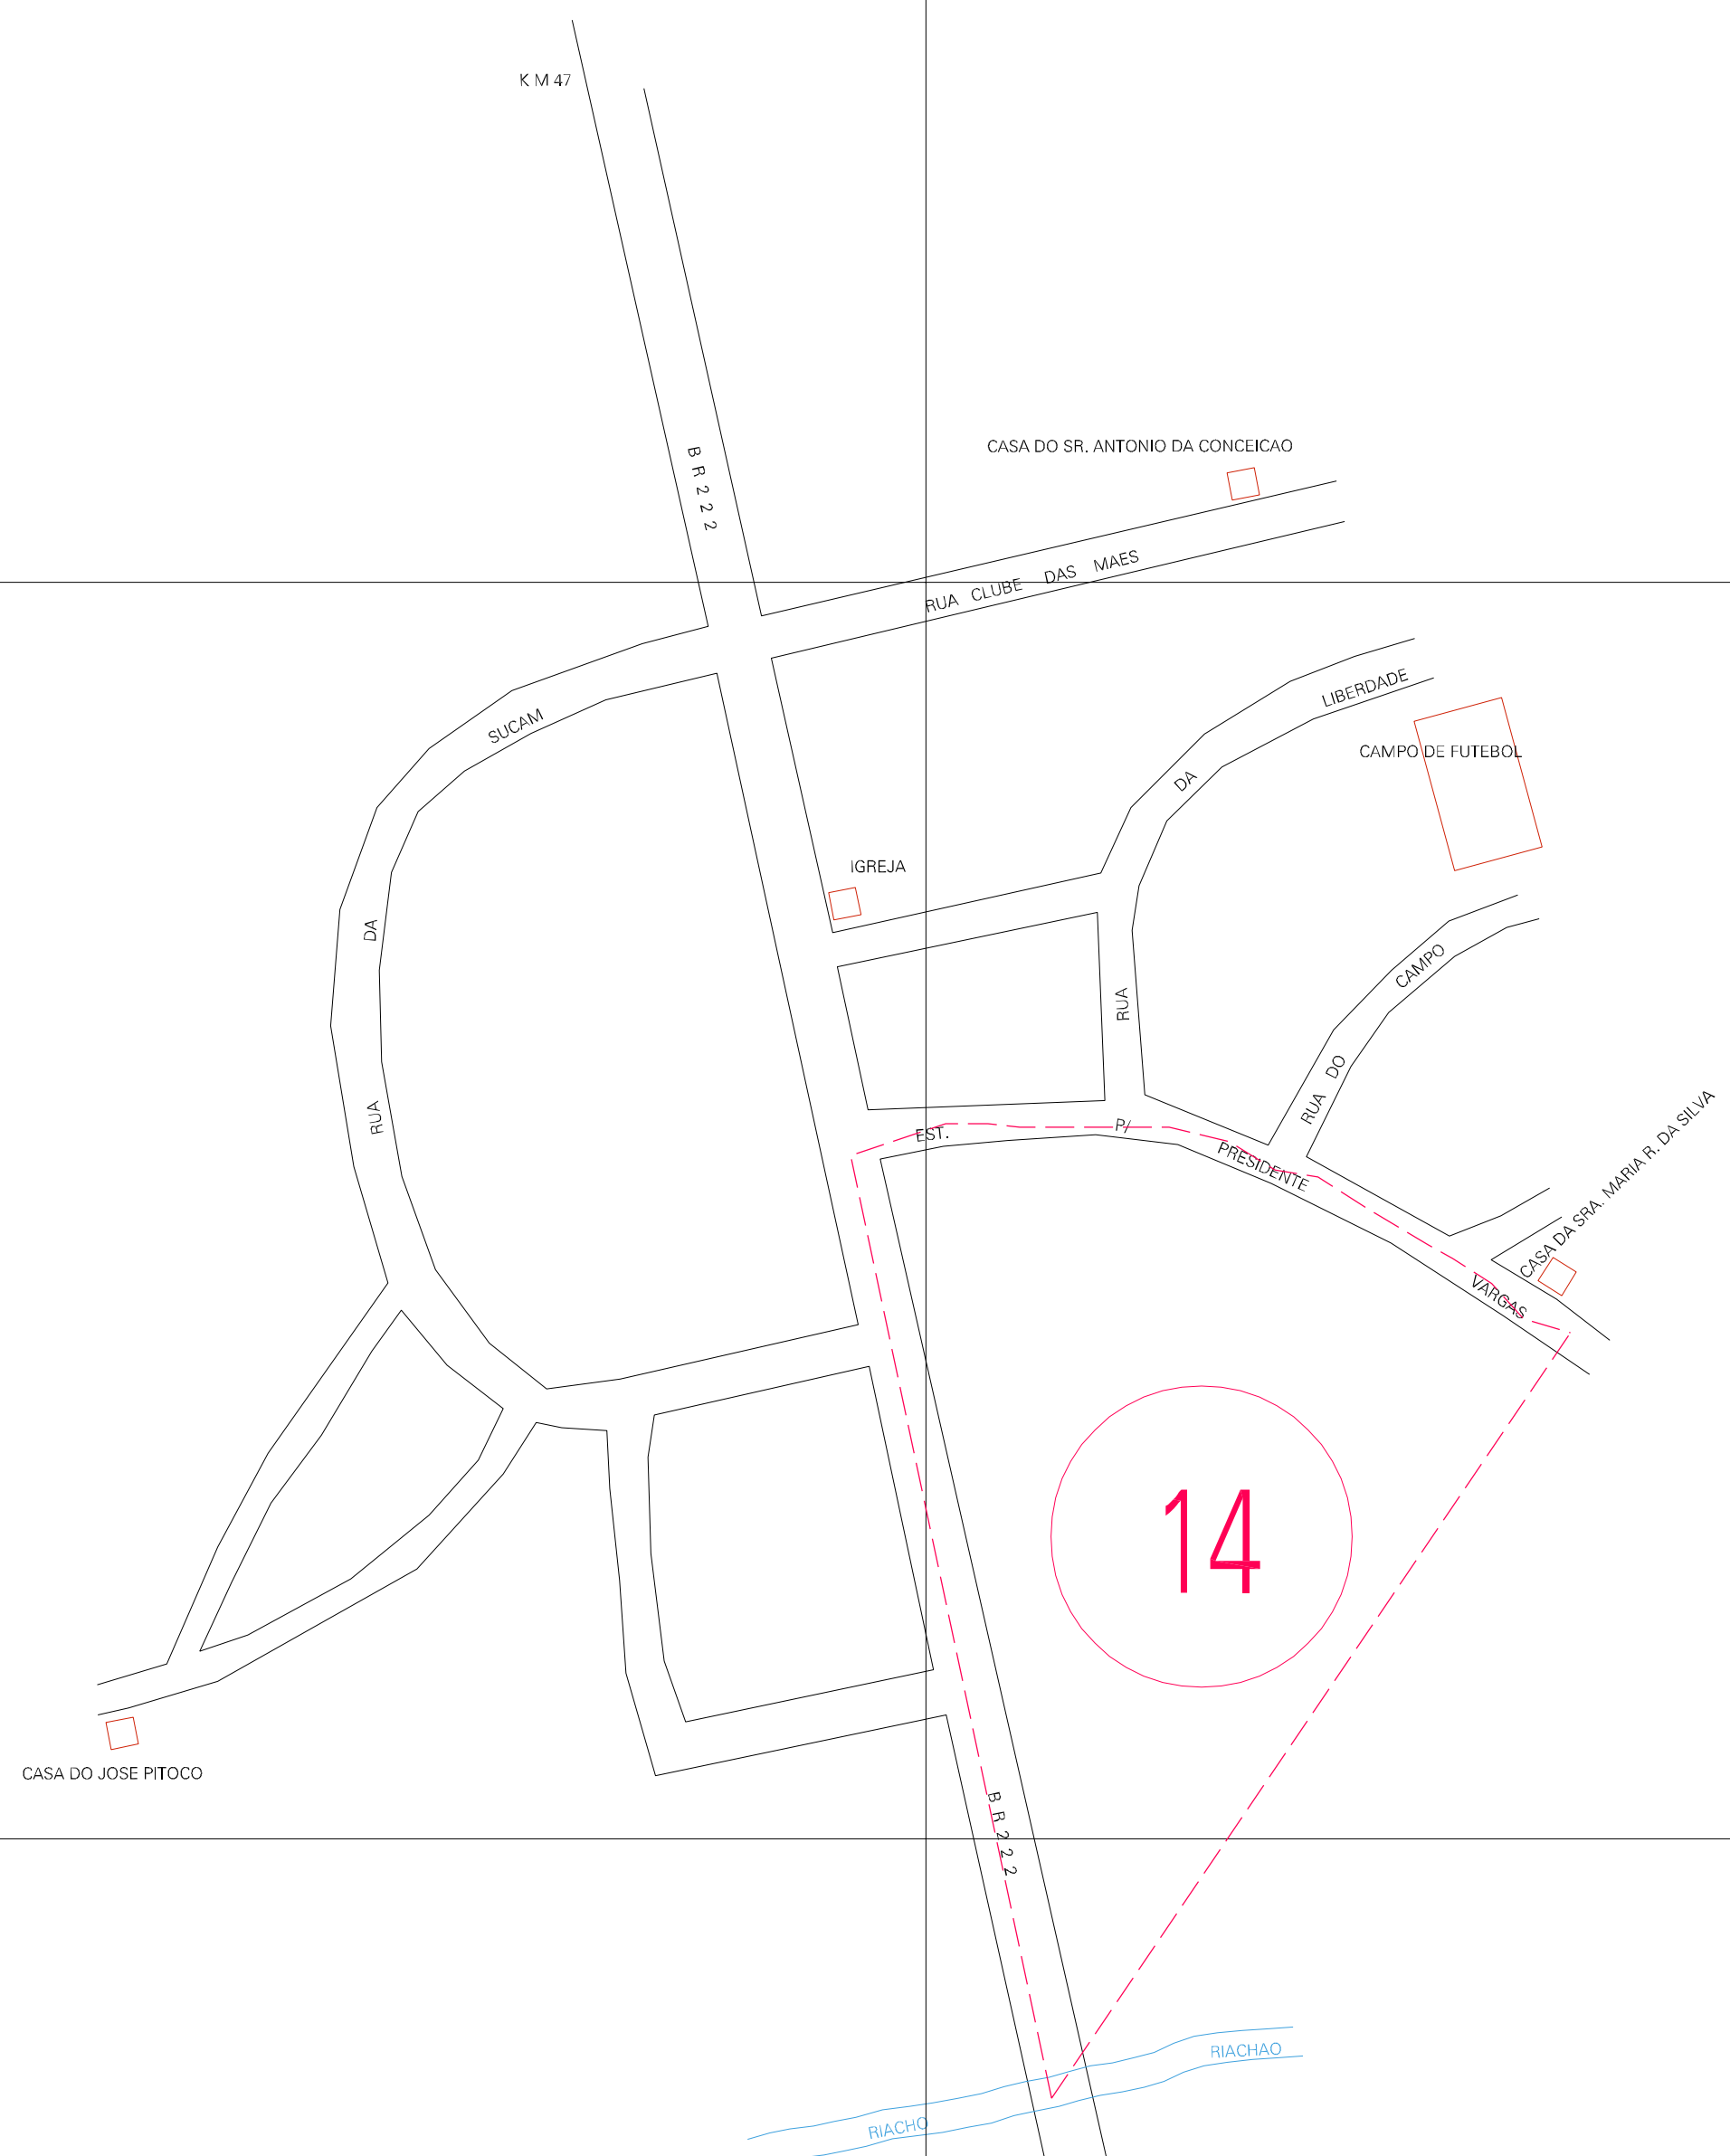 K M 47
B R 2 2 2
CASA DO SR. ANTONIO DA CONCEICAO
RUA CLUBE DAS MAES
RUA DA LIBERDADE
CAMPO DE FUTEBOL
RUA DA SUCAM
IGREJA
RUA DO CAMPO
EST. P/ PRESIDENTE VARGAS
CASA DA SRA. MARIA R. DA SILVA
14
CASA DO JOSE PITOCO
B R 2 2 2
RIACHO RIACHAO